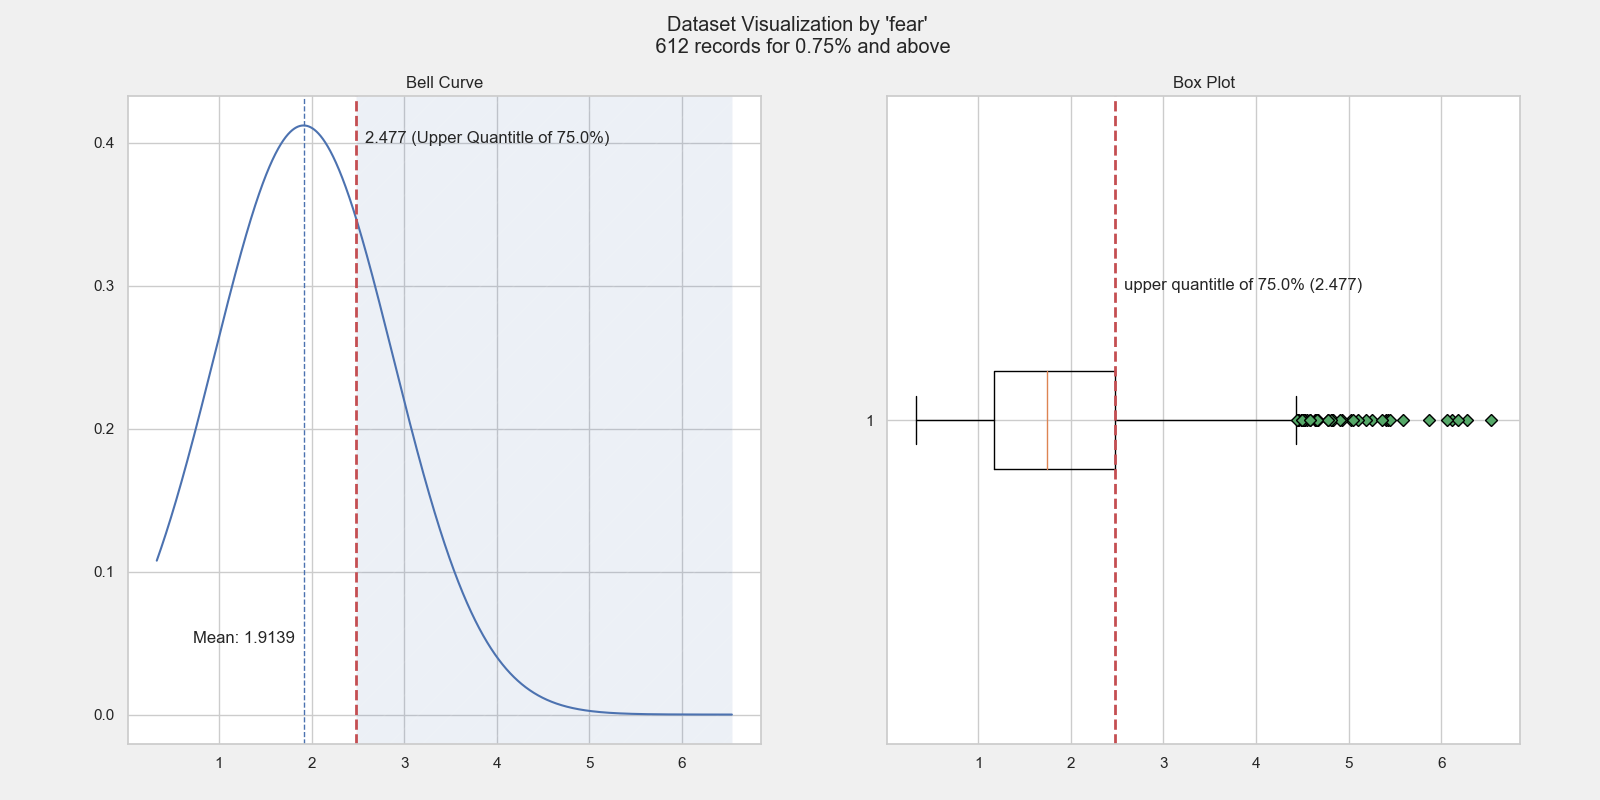 Dataset Visualization by 'fear'
612 records for 0.75% and above
Bell Curve
0.4
0.3
0.2
0.1
0.0
2.477 (Upper Quantitle of 75.0%)
Mean: 1.9139
1 2 3 4 5 6
Box Plot
upper quantitle of 75.0% (2.477)
1
1 2 3 4 5 6